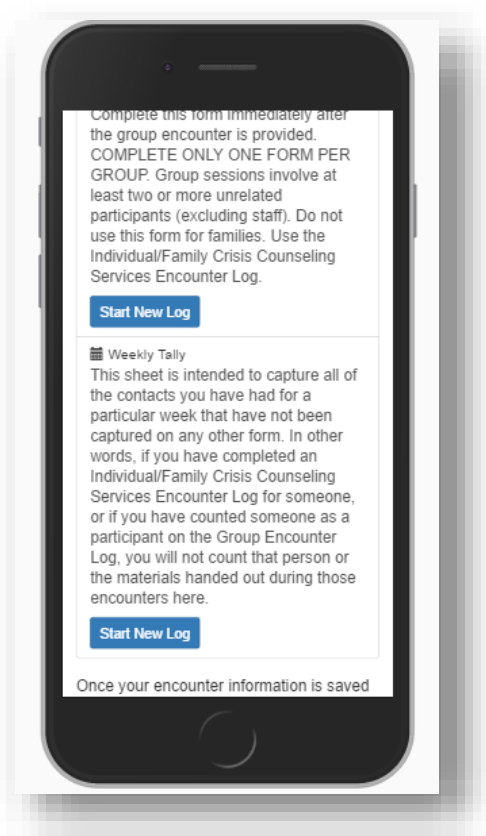 Complete this form immediately after
the group encounter is provided.
COMPLETE ONLY ONE FORM PER
GROUP. Group sessions involve at
least two or more unrelated
participants (excluding staff). Do not
use this form for families. Use the
Individual/Family Crisis Counseling
Services Encounter Log.
Start New Log
Weekly Tally
This sheet is intended to capture all of
the contacts you have had for a
particular week that have not been
captured on any other form. In other
words, if you have completed an
Individual/Family Crisis Counseling
Services Encounter Log for someone,
or if you have counted someone as a
participant on the Group Encounter
Log, you will not count that person or
the materials handed out during those
encounters here.
Start New Log
Once your encounter information is saved